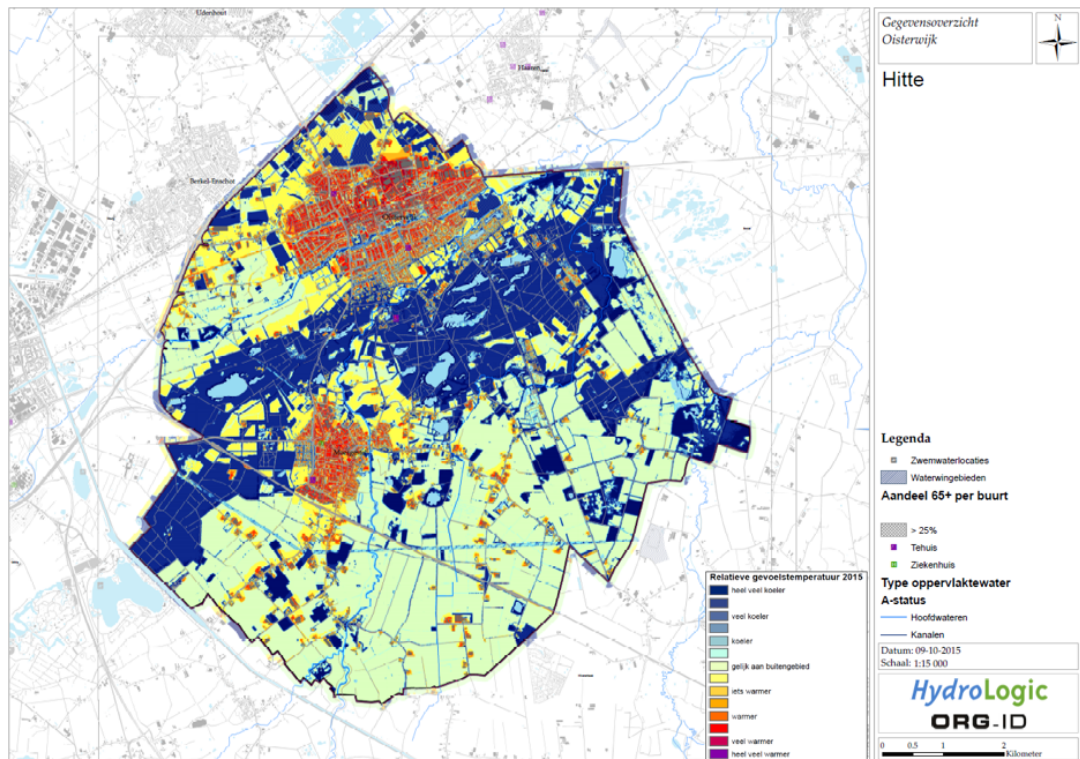 Udenhout
Haaren
Berkel-Enschot
Oisterwijk
Gegevensoverzicht
Oisterwijk
N
Hitte
Legenda
Zwemwaterlocaties
Waterwingebieden
Aandeel 65+ per buurt
> 25%
Tehuis
Ziekenhuis
Type oppervlaktewater
A-status
Hoofdwateren
Kanalen
Datum: 09-10-2015
Schaal: 1:15 000
HydroLogic
ORG-ID
0 0,5 1 2
Kilometer
Relatieve gevoelstemperatuur 2015
heel veel koeler
veel koeler
koeler
gelijk aan buitengebied
iets warmer
warmer
veel warmer
heel veel warmer